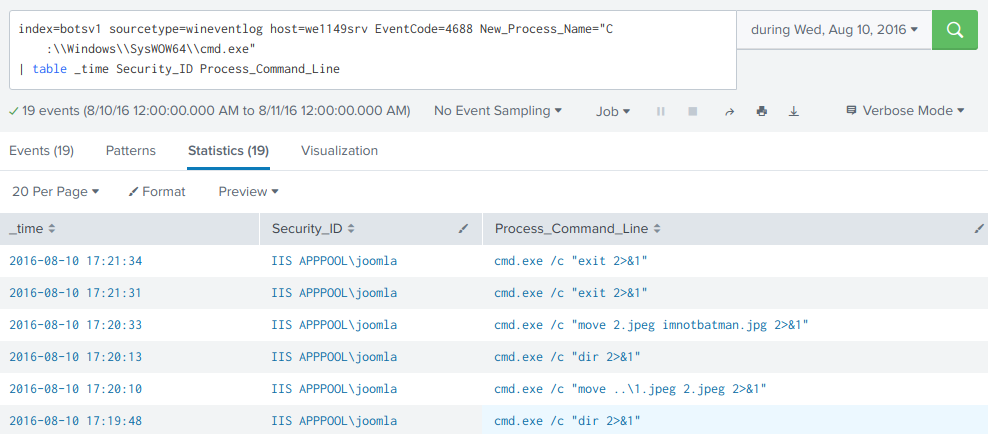 index=botsv1 sourcetype=wineventlog host=we1149srv EventCode=4688 New_Process_Name="C
:\\Windows\\SysWOW64\\cmd.exe"
| table _time Security_ID Process_Command_Line
during Wed, Aug 10, 2016
19 events (8/10/16 12:00:00.000 AM to 8/11/16 12:00:00.000 AM) No Event Sampling Job Verbose Mode
Events (19) Patterns Statistics (19) Visualization
20 Per Page Format Preview
_time Security_ID Process_Command_Line
2016-08-10 17:21:34 IIS APPPOOL\joomla cmd.exe /c "exit 2>&1"
2016-08-10 17:21:31 IIS APPPOOL\joomla cmd.exe /c "exit 2>&1"
2016-08-10 17:20:33 IIS APPPOOL\joomla cmd.exe /c "move 2.jpeg imnotbatman.jpg 2>&1"
2016-08-10 17:20:13 IIS APPPOOL\joomla cmd.exe /c "dir 2>&1"
2016-08-10 17:20:10 IIS APPPOOL\joomla cmd.exe /c "move ..\1.jpeg 2.jpeg 2>&1"
2016-08-10 17:19:48 IIS APPPOOL\joomla cmd.exe /c "dir 2>&1"